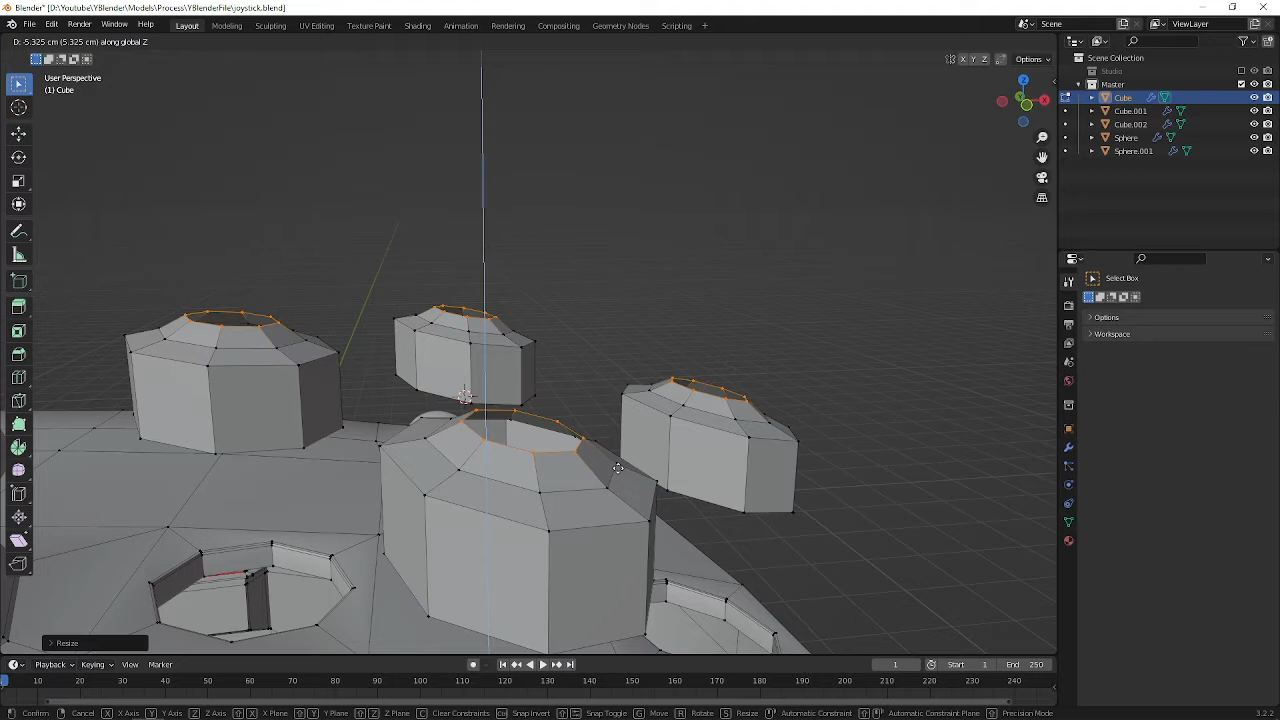 Blender* [D:\Youtube\YBlender\Models\Process\YBlenderFile\joystick.blend]
File Edit Render Window Help Layout Modeling Sculpting UV Editing Texture Paint Shading Animation Rendering Compositing Geometry Nodes Scripting + Scene ViewLayer
D: -5.325 cm (5.325 cm) along global Z
X Y Z Options
User Perspective
(1) Cube
Scene Collection
Studio
Master
Cube
Cube.001
Cube.002
Sphere
Sphere.001
Z
X
Y
Select Box
Options
Workspace
Resize
Playback Keying View Marker 1 Start 1 End 250
10 20 30 40 50 60 70 80 90 100 110 120 130 140 150 160 170 180 190 200 210 220 230 240
Confirm Cancel X X Axis Y Y Axis Z Z Axis X X Plane Y Y Plane Z Z Plane C Clear Constraints Snap Invert Snap Toggle G Move R Rotate S Resize Automatic Constraint Automatic Constraint Plane Precision Mode 3.2.2